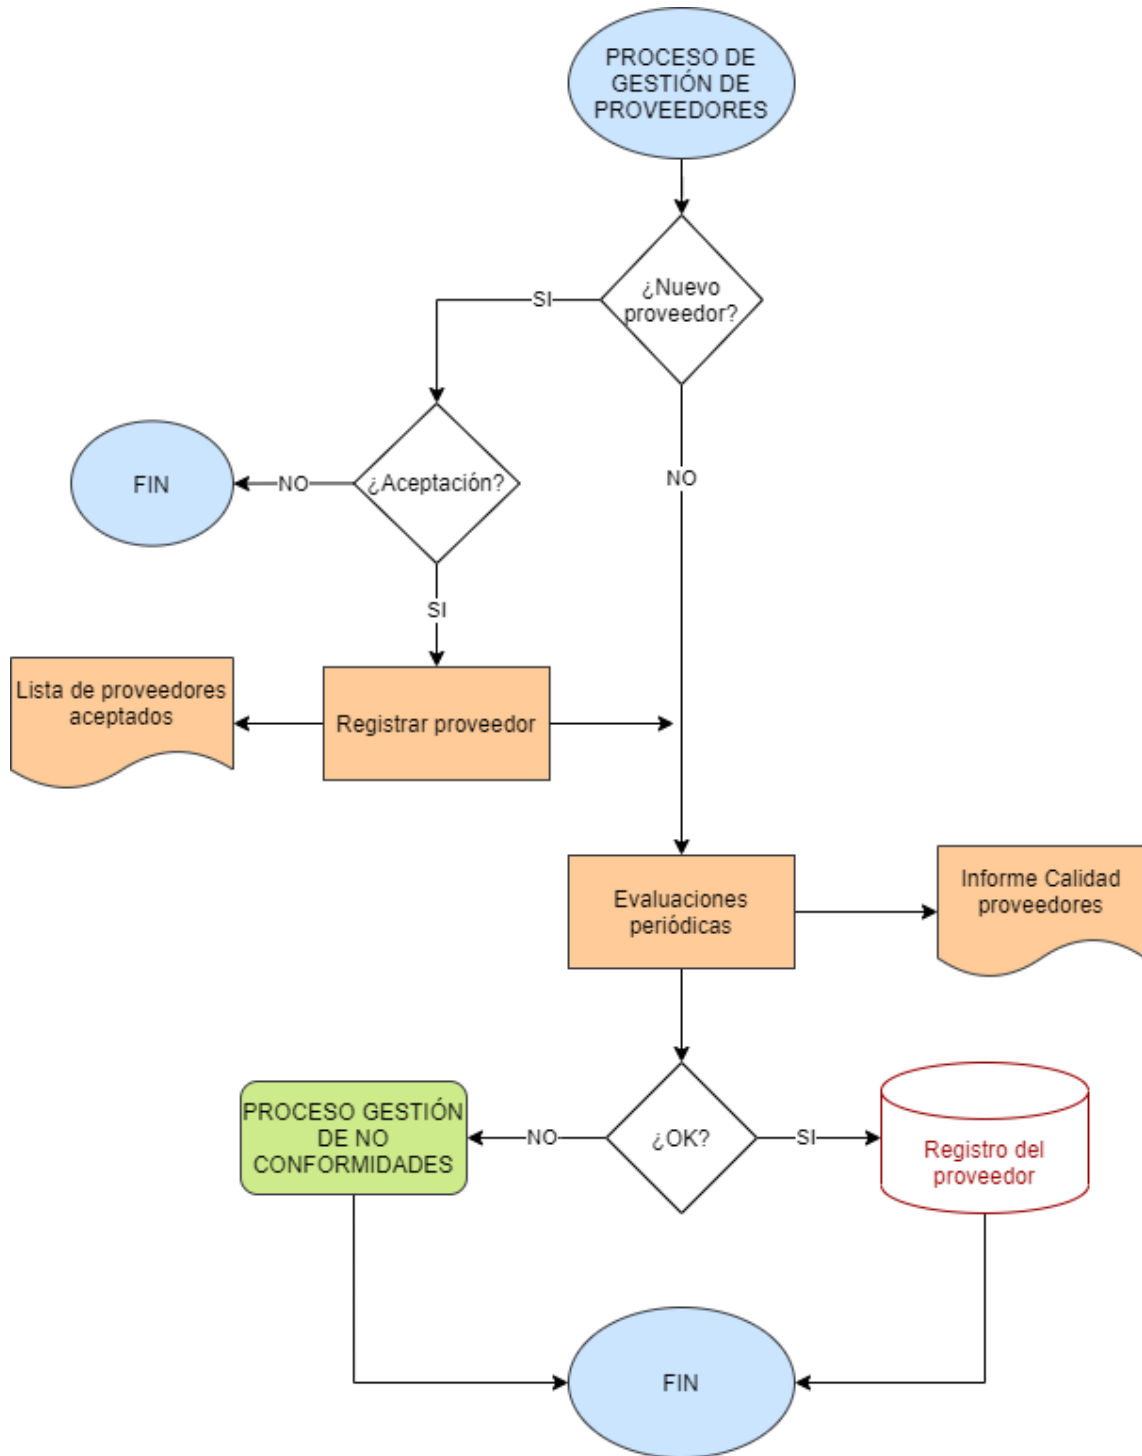 PROCESO DE
GESTIÓN DE
PROVEEDORES
¿Nuevo
proveedor?
SI
NO
¿Aceptación?
NO
FIN
SI
Lista de proveedores
aceptados
Registrar proveedor
Evaluaciones
periódicas
Informe Calidad
proveedores
PROCESO GESTIÓN
DE NO
CONFORMIDADES
NO
¿OK?
SI
Registro del
proveedor
FIN